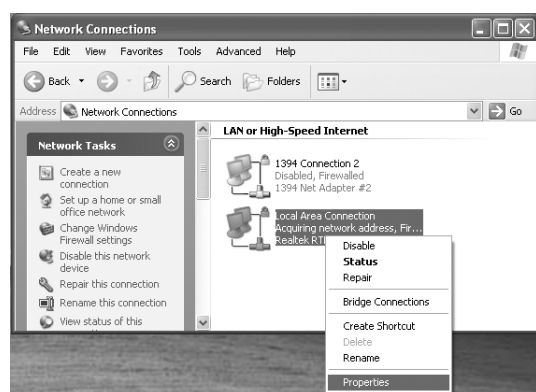 Network Connections
File Edit View Favorites Tools Advanced Help
Back Search Folders
Address Network Connections Go
Network Tasks
Create a new
connection
Set up a home or small
office network
Change Windows
Firewall settings
Disable this network
device
Repair this connection
Rename this connection
View status of this
LAN or High-Speed Internet
1394 Connection 2
Disabled, Firewalled
1394 Net Adapter #2
Local Area Connection
Acquiring network address, Fir...
Realtek
Disable
Status
Repair
Bridge Connections
Create Shortcut
Delete
Rename
Properties